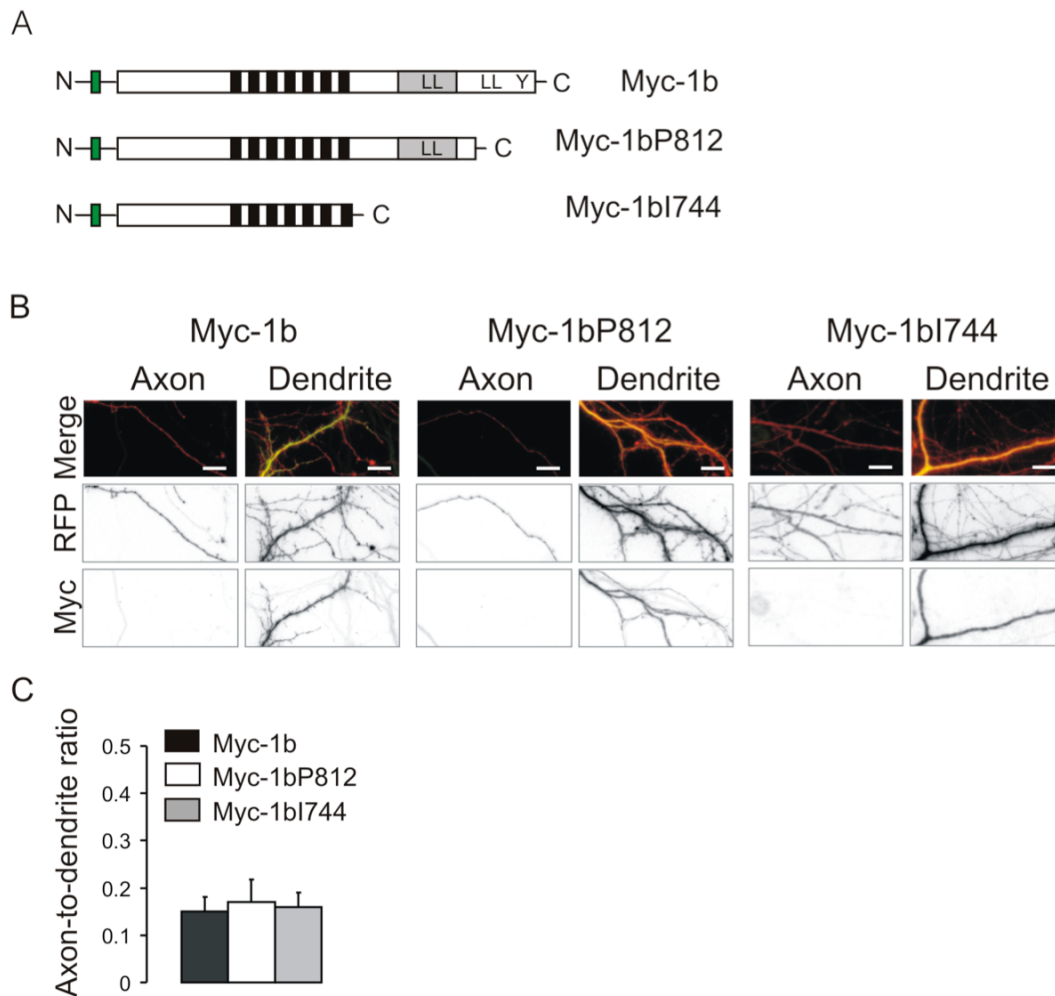 A
N LL LL Y C Myc-1b
N LL C Myc-1bP812
N C Myc-1bI744
B
Myc-1b Myc-1bP812 Myc-1bI744
Axon Dendrite Axon Dendrite Axon Dendrite
Merge
RFP
Myc
C
Axon-to-dendrite ratio
0.5
0.4
0.3
0.2
0.1
0
Myc-1b
Myc-1bP812
Myc-1bI744